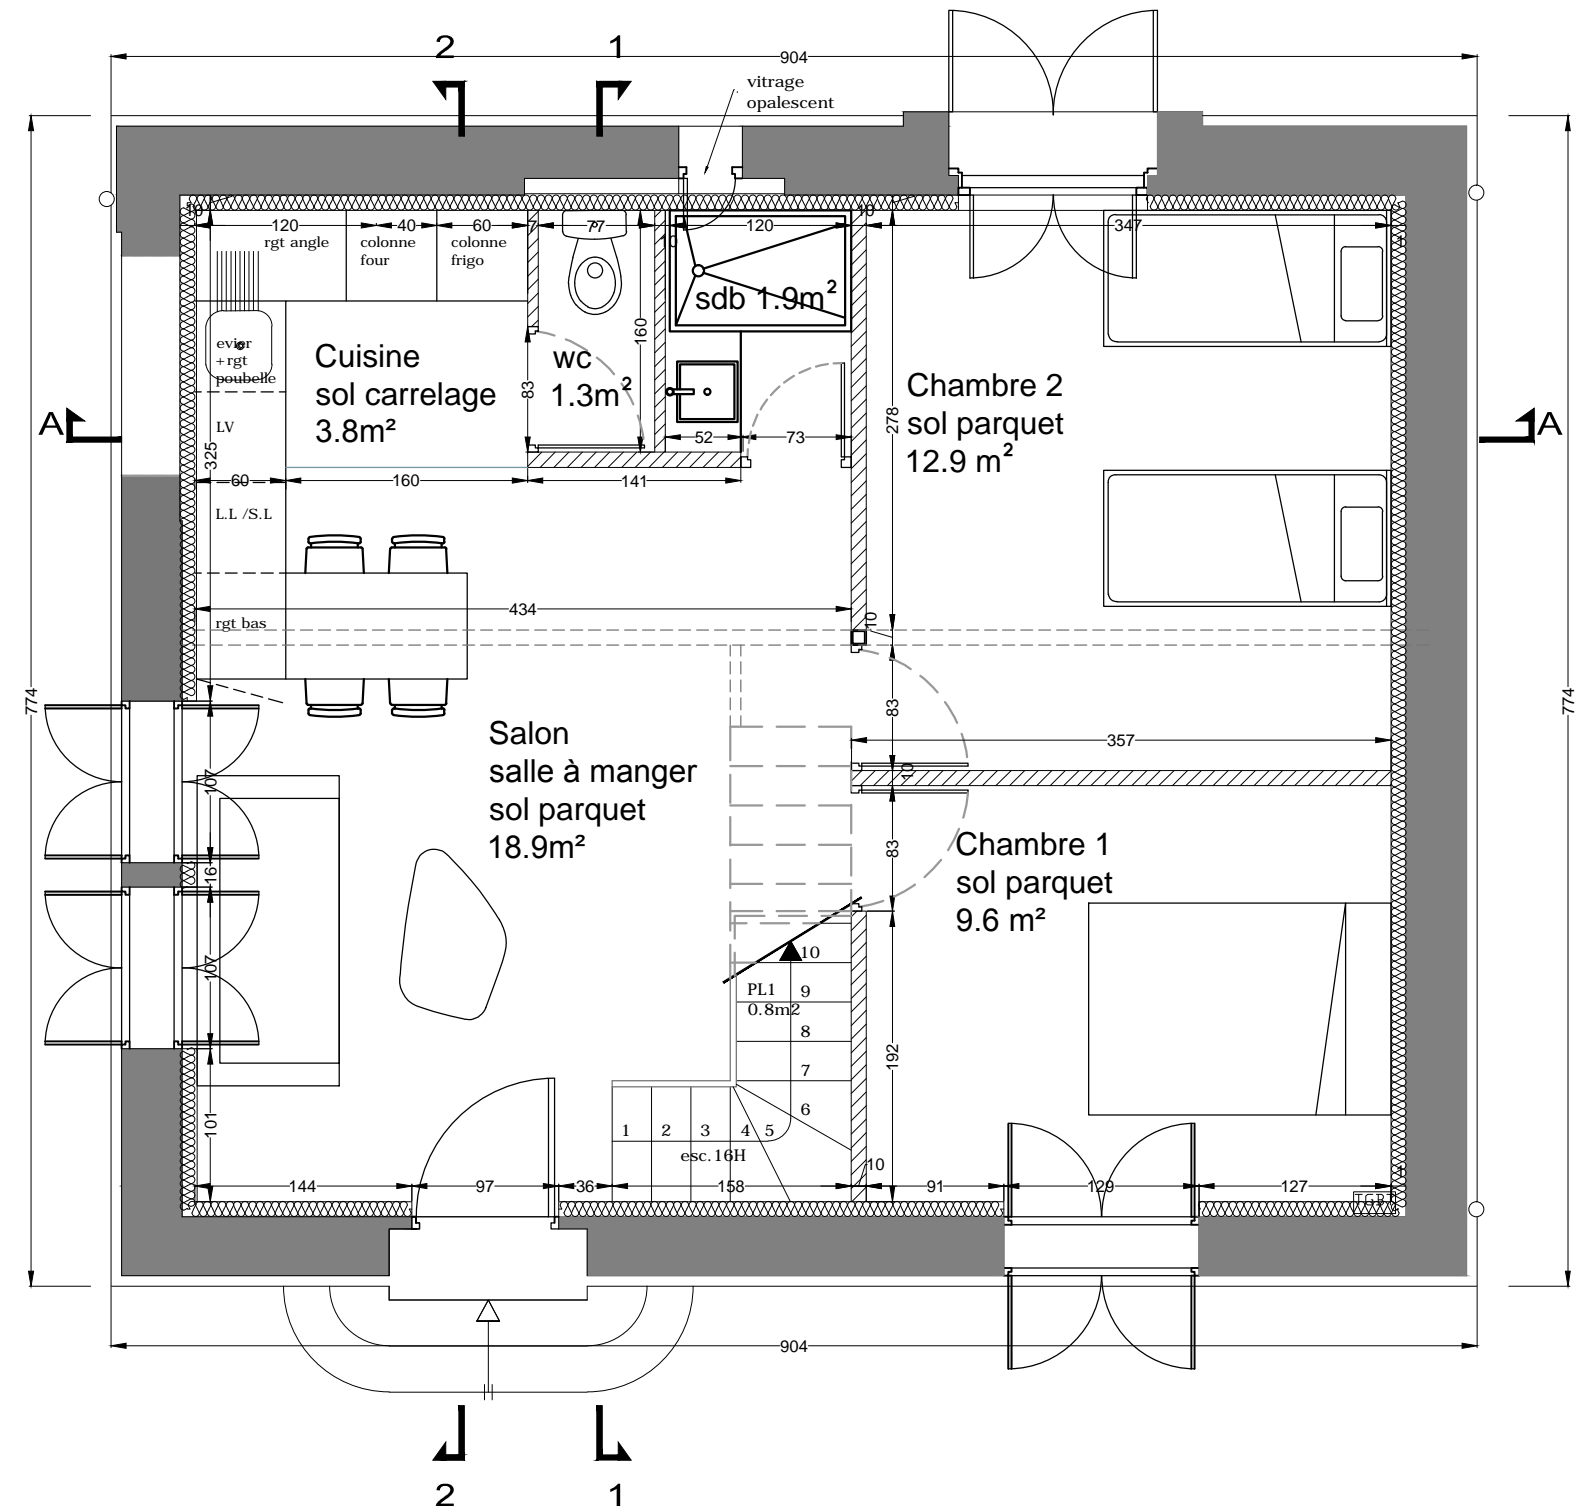 2
1
904
vitrage
opalescent
10
120
40
60
7
77
120
10
347
rgt angle
colonne
four
colonne
frigo
sdb 1.9m²
160
evier
+rgt
poubelle
Cuisine
sol carrelage
3.8m²
wc
1.3m²
83
Chambre 2
sol parquet
12.9 m²
278
A
A
LV
325
52
73
60
160
141
L.L /S.L
434
rgt bas
10
774
774
83
357
Salon
salle à manger
sol parquet
18.9m²
107
10
Chambre 1
sol parquet
9.6 m²
83
16
107
10
PL1
0.8m2
9
8
7
6
192
101
1
2
3
4
5
esc.16H
10
144
97
36
158
91
129
127
TGBT
904
2
1